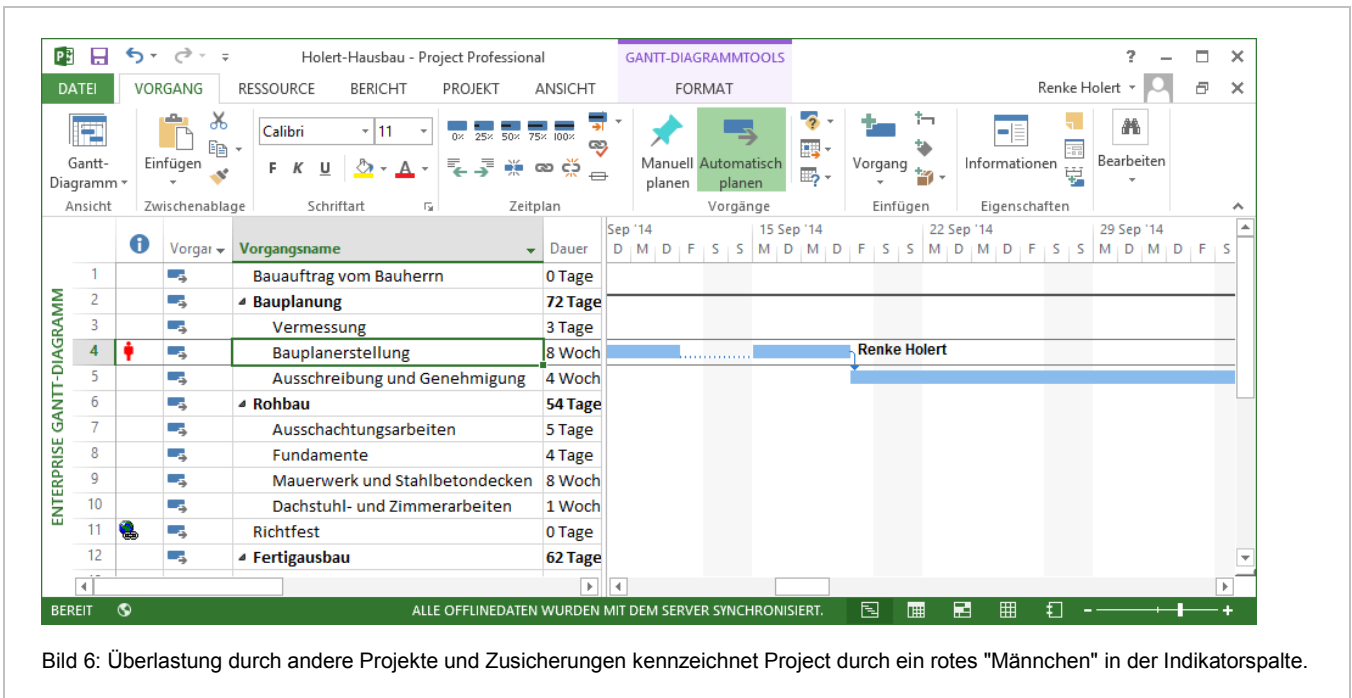 Holert-Hausbau - Project Professional
GANTT-DIAGRAMMTOOLS
?
DATEI VORGANG RESSOURCE BERICHT PROJEKT ANSICHT FORMAT Renke Holert
Gantt-Diagramm
Ansicht
Einfügen
Zwischenablage
Calibri 11
F K U A
Schriftart
0% 25% 50% 75% 100%
Zeitplan
Manuell planen
Automatisch planen
Vorgänge
Vorgang
Einfügen
Informationen
Eigenschaften
Bearbeiten
Vorgar Vorgangsname Dauer
Sep '14 15 Sep '14 22 Sep '14 29 Sep '14
D M D F S S M D M D F S S M D M D F S S M D M D F S
1 Bauauftrag vom Bauherrn 0 Tage
2 Bauplanung 72 Tage
3 Vermessung 3 Tage
4 Bauplanerstellung 8 Woch Renke Holert
5 Ausschreibung und Genehmigung 4 Woch
6 Rohbau 54 Tage
7 Ausschachtungsarbeiten 5 Tage
8 Fundamente 4 Tage
9 Mauerwerk und Stahlbetondecken 8 Woch
10 Dachstuhl- und Zimmerarbeiten 1 Woch
11 Richtfest 0 Tage
12 Fertigausbau 62 Tage
ENTERPRISE GANTT-DIAGRAMM
BEREIT ALLE OFFLINEDATEN WURDEN MIT DEM SERVER SYNCHRONISIERT.
Bild 6: Überlastung durch andere Projekte und Zusicherungen kennzeichnet Project durch ein rotes "Männchen" in der Indikatorspalte.